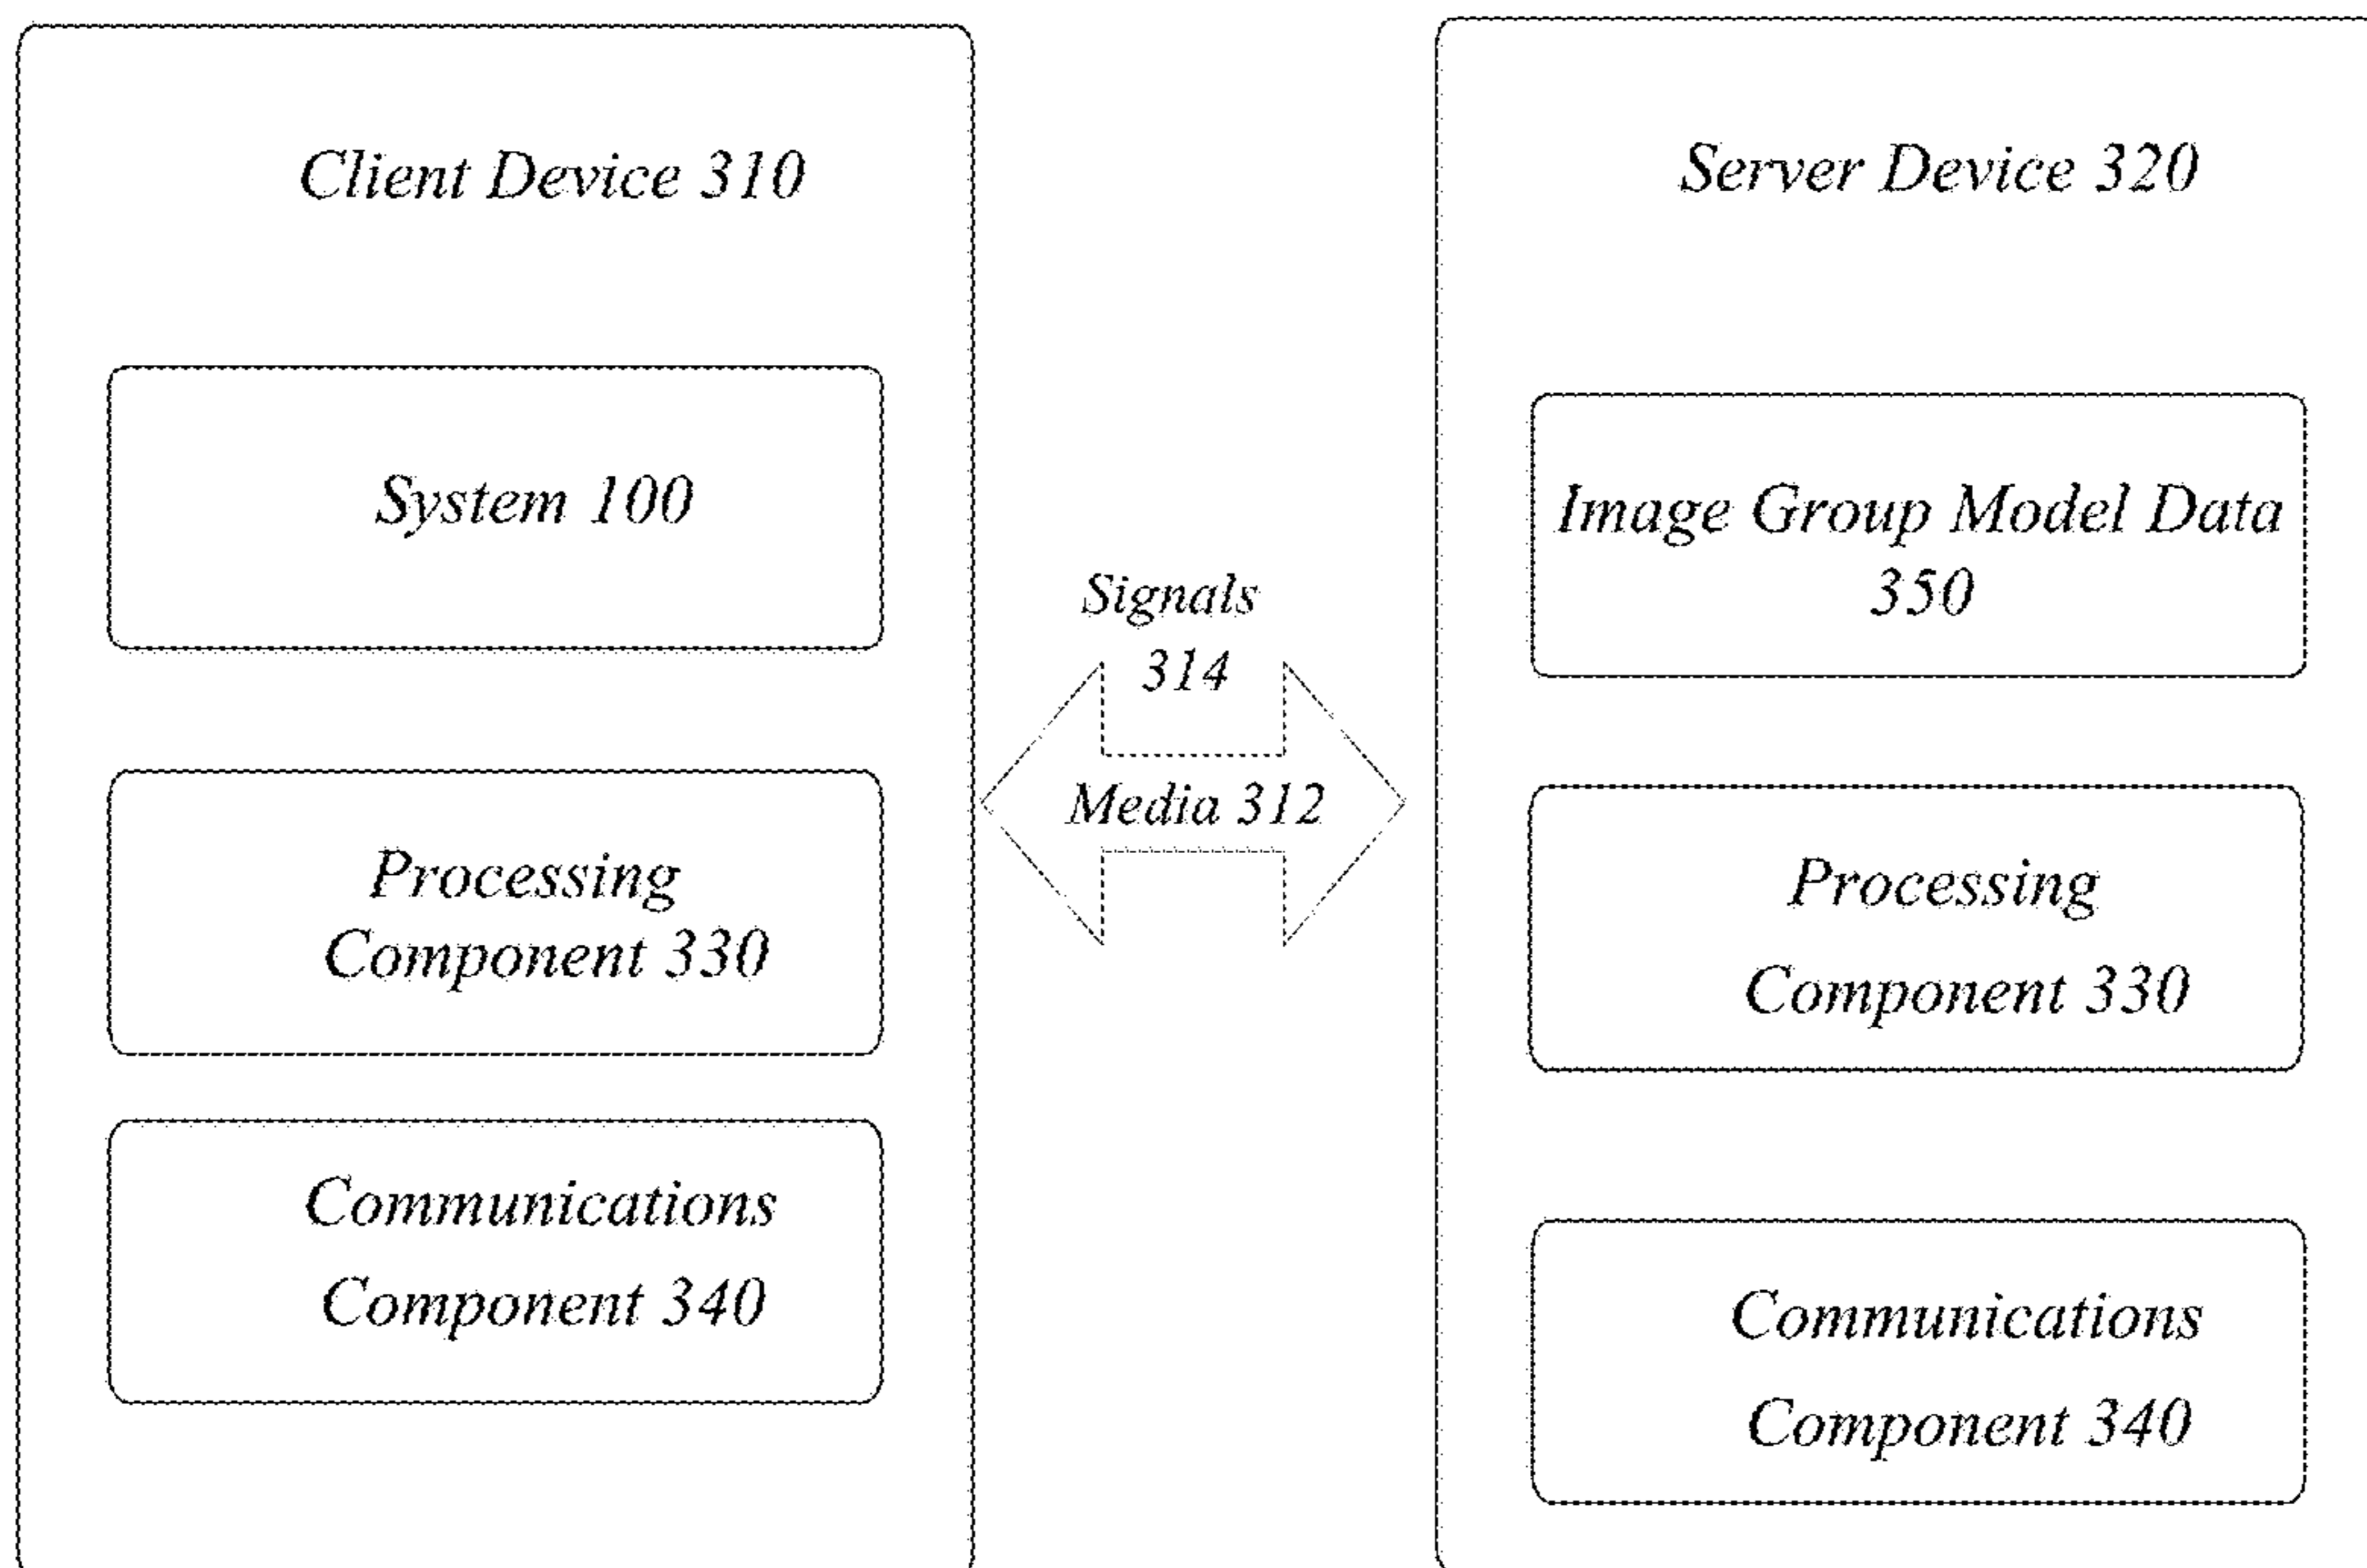 Client Device 310
System 100
Processing
Component 330
Communications
Component 340
Signals
314
Media 312
Server Device 320
Image Group Model Data
350
Processing
Component 330
Communications
Component 340